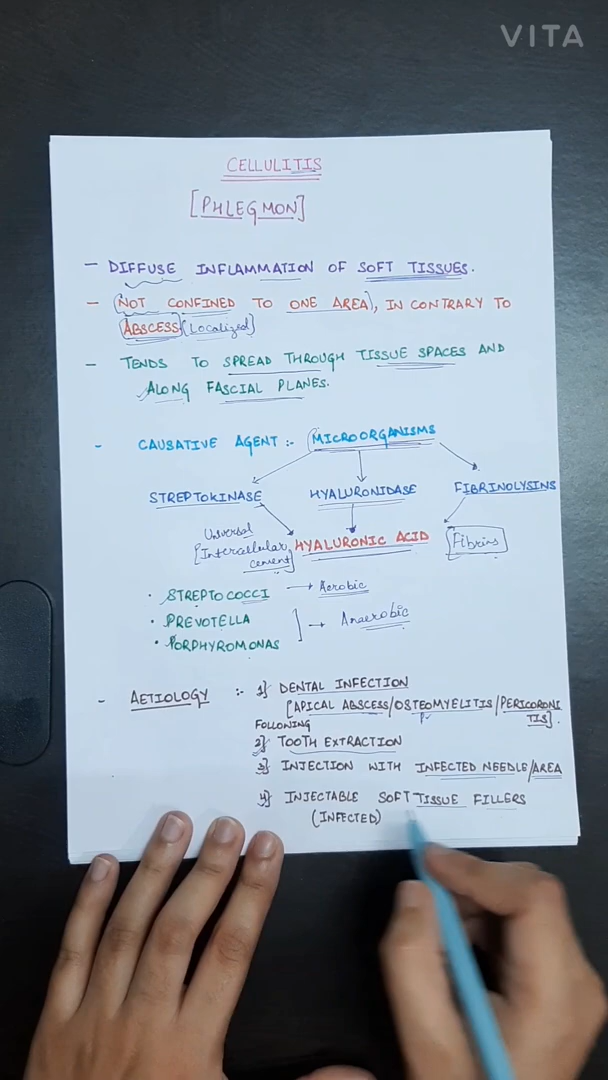 VITA
CELLULITIS
[PHLEGMON]
- DIFFUSE INFLAMMATION OF SOFT TISSUES.
- (NOT CONFINED TO ONE AREA), IN CONTRARY TO
ABSCESS [Localized]
- TENDS TO SPREAD THROUGH TISSUE SPACES AND
ALONG FASCIAL PLANES.
- CAUSATIVE AGENT :- MICROORGANISMS
STREPTOKINASE HYALURONIDASE FIBRINOLYSINS
Universal
[Intercellular HYALURONIC ACID [Fibrins]
cement]
· STREPTOCOCCI → Aerobic
· PREVOTELLA
] → Anaerobic
· PORPHYROMONAS
- AETIOLOGY :- 1} DENTAL INFECTION
[APICAL ABSCESS/OSTEOMYELITIS/PERICORONI
TIS].
FOLLONING
2} TOOTH EXTRACTION
3} INJECTION WITH INFECTED NEEDLE/AREA
4} INJECTABLE SOFT TISSUE FILLERS
(INFECTED)